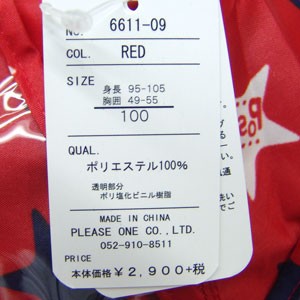 NO. 6611-09
COL. RED
SIZE
身長 95-105
胸囲 49-55
100
QUAL.
ポリエステル100%
透明部分
ポリ塩化ビニル樹脂
MADE IN CHINA
PLEASE ONE CO.,LTD.
052-910-8511
PRICE
本体価格¥2,900+税